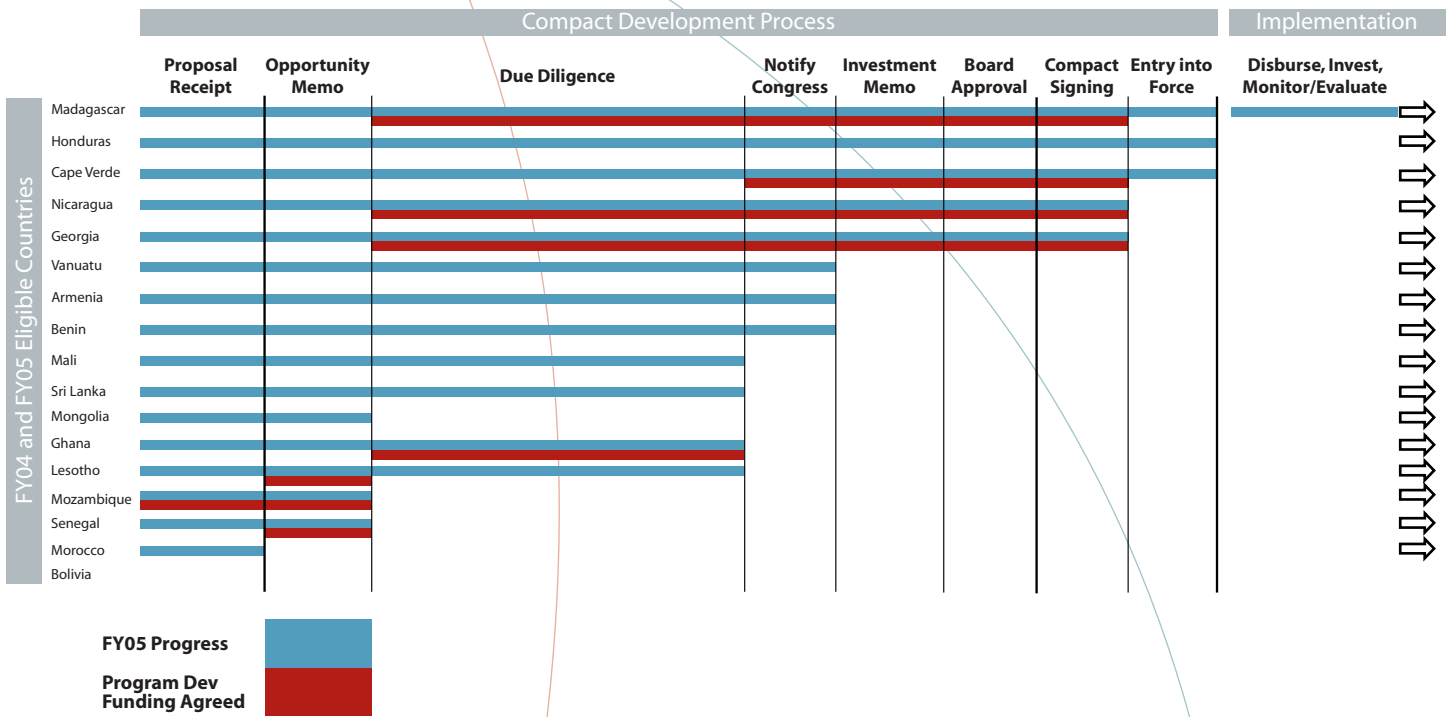 Compact Development Process
Implementation
Proposal
Receipt
Opportunity
Memo
Due Diligence
Notify
Congress
Investment
Memo
Board
Approval
Compact
Signing
Entry into
Force
Disburse, Invest,
Monitor/Evaluate
FY04 and FY05 Eligible Countries
Madagascar
Honduras
Cape Verde
Nicaragua
Georgia
Vanuatu
Armenia
Benin
Mali
Sri Lanka
Mongolia
Ghana
Lesotho
Mozambique
Senegal
Morocco
Bolivia
FY05 Progress
Program Dev
Funding Agreed